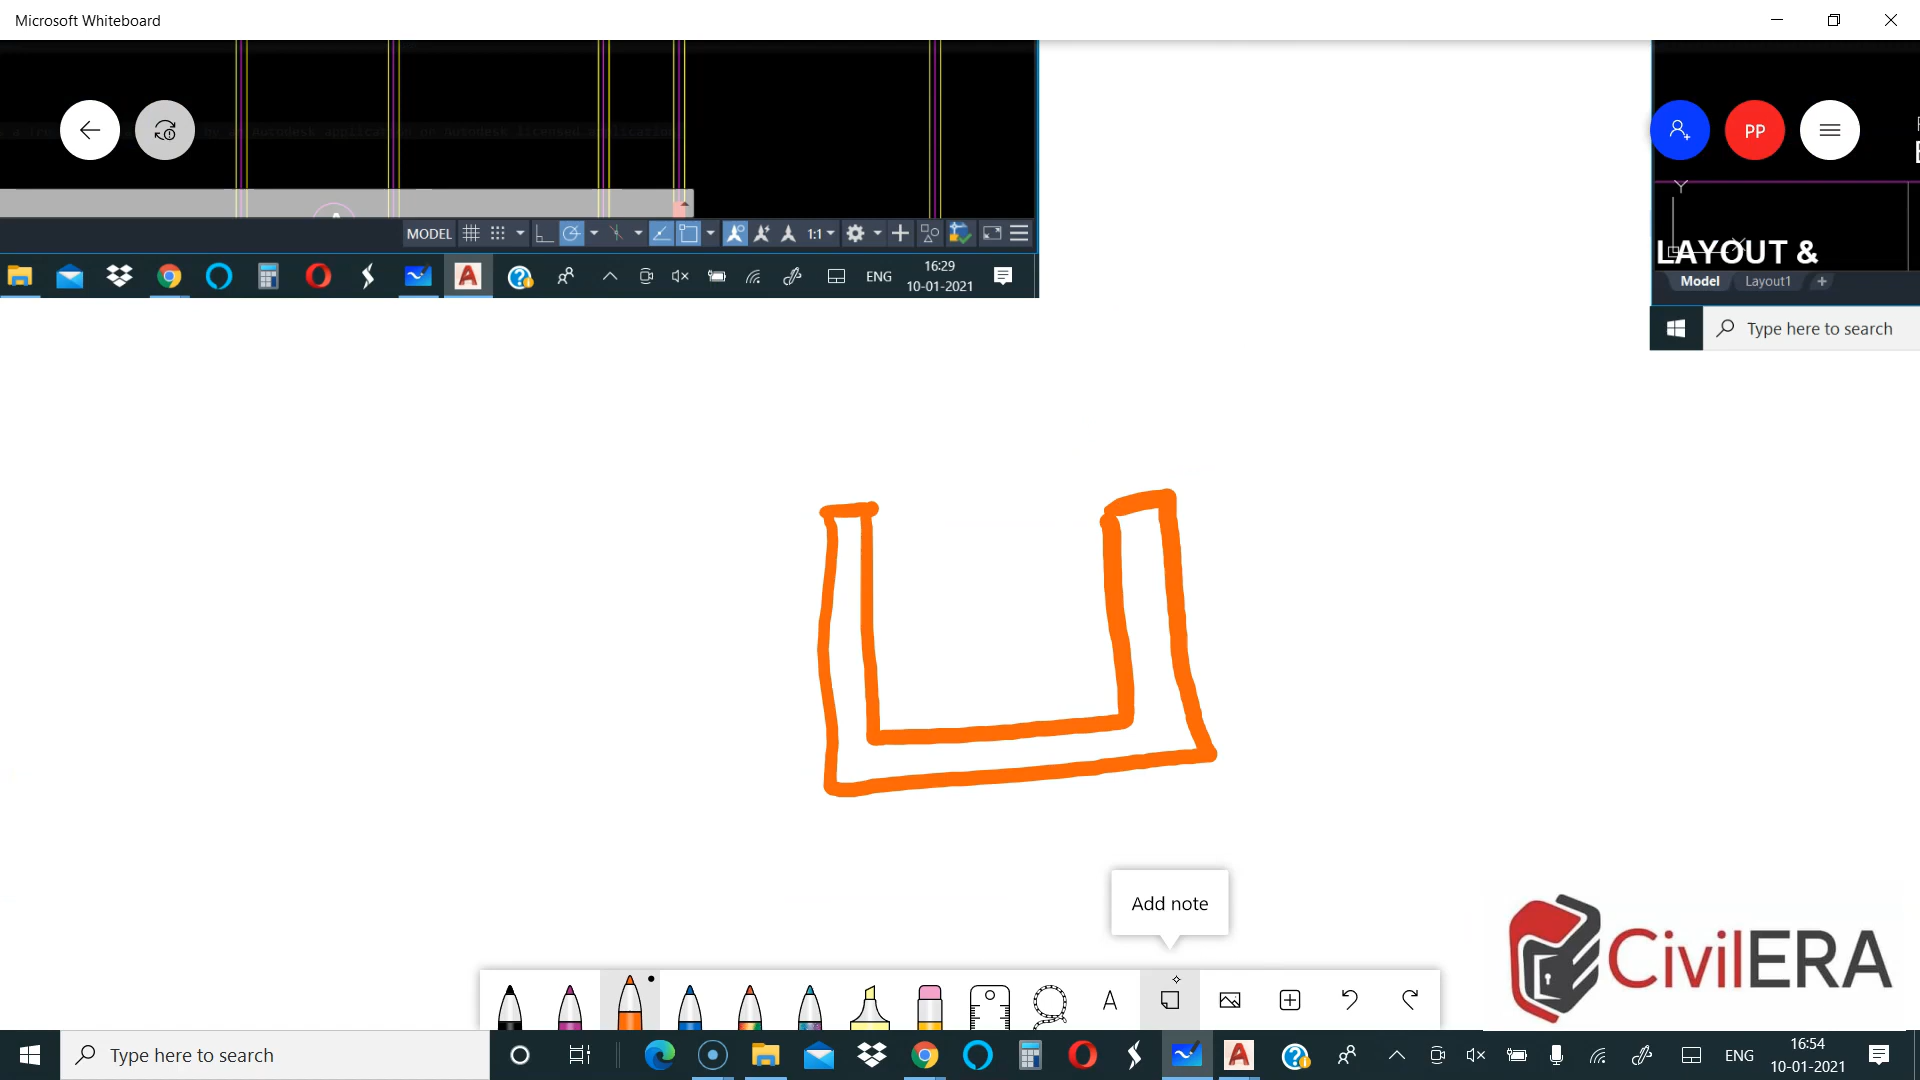 Microsoft Whiteboard
PP
MODEL
1:1
ENG
16:29
10-01-2021
LAYOUT &
Model
Layout1
Type here to search
Add note
CivilERA
Type here to search
ENG
16:54
10-01-2021